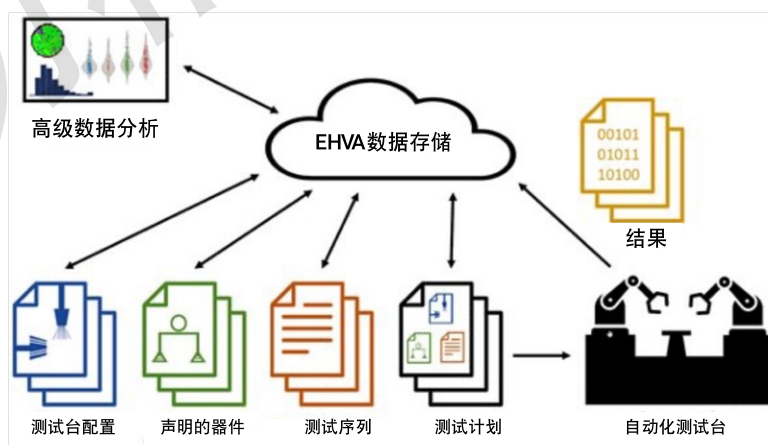 高级数据分析
EHVA数据存储
00101
01011
10100
结果
测试台配置
声明的器件
测试序列
测试计划
自动化测试台